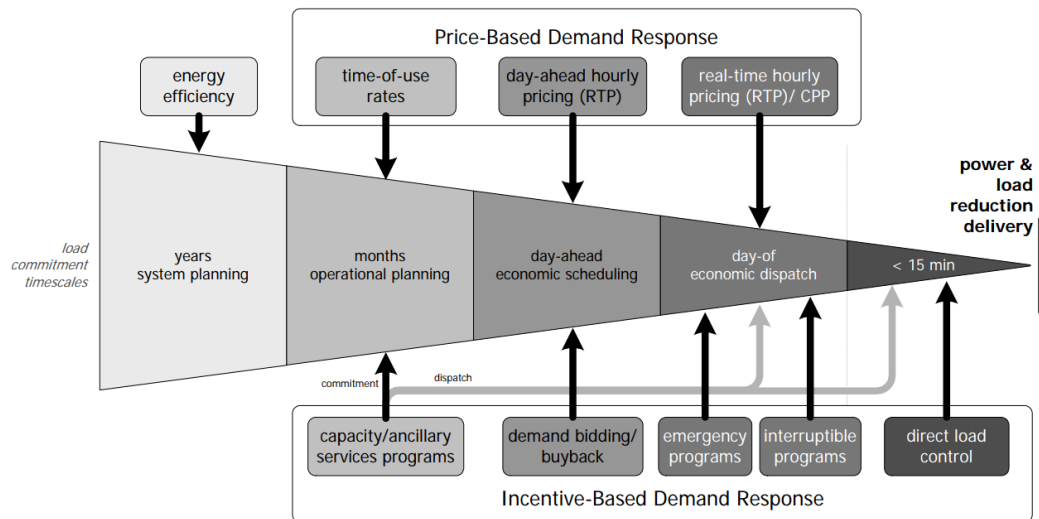 Price-Based Demand Response
energy
efficiency
time-of-use
rates
day-ahead hourly
pricing (RTP)
real-time hourly
pricing (RTP)/ CPP
power &
load
reduction
delivery
load
commitment
timescales
years
system planning
months
operational planning
day-ahead
economic scheduling
day-of
economic dispatch
< 15 min
commitment
dispatch
capacity/ancillary
services programs
demand bidding/
buyback
emergency
programs
interruptible
programs
direct load
control
Incentive-Based Demand Response